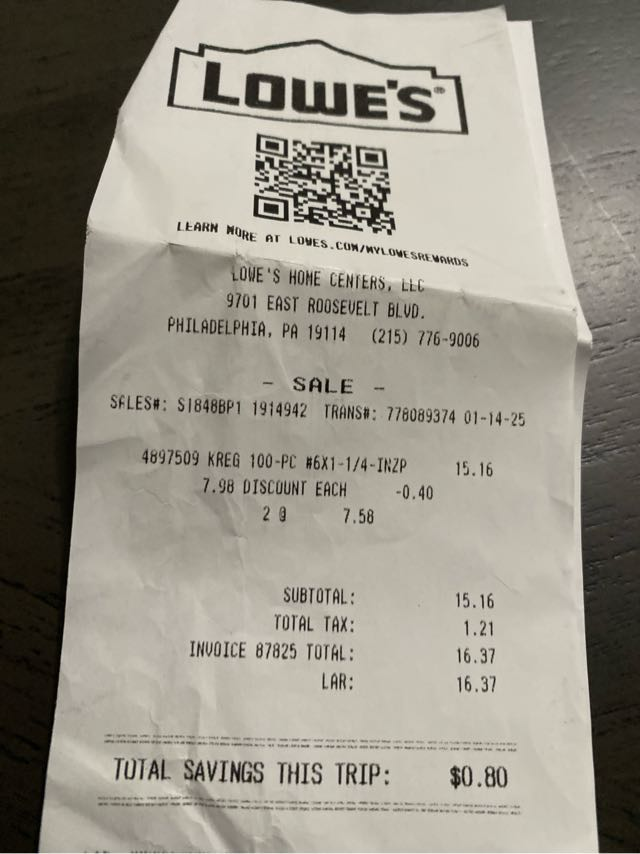 LOWE'S®
LEARN MORE AT LOWES.COM/MYLOWESREWARDS
LOWE'S HOME CENTERS, LLC
9701 EAST ROOSEVELT BLVD.
PHILADELPHIA, PA 19114 (215) 776-9006
- SALE -
SALES#: S1848BP1 1914942 TRANS#: 778089374 01-14-25
4897509 KREG 100-PC #6X1-1/4-INZP 15.16
7.98 DISCOUNT EACH -0.40
2 @ 7.58
SUBTOTAL: 15.16
TOTAL TAX: 1.21
INVOICE 87825 TOTAL: 16.37
LAR: 16.37
TOTAL SAVINGS THIS TRIP: $0.80